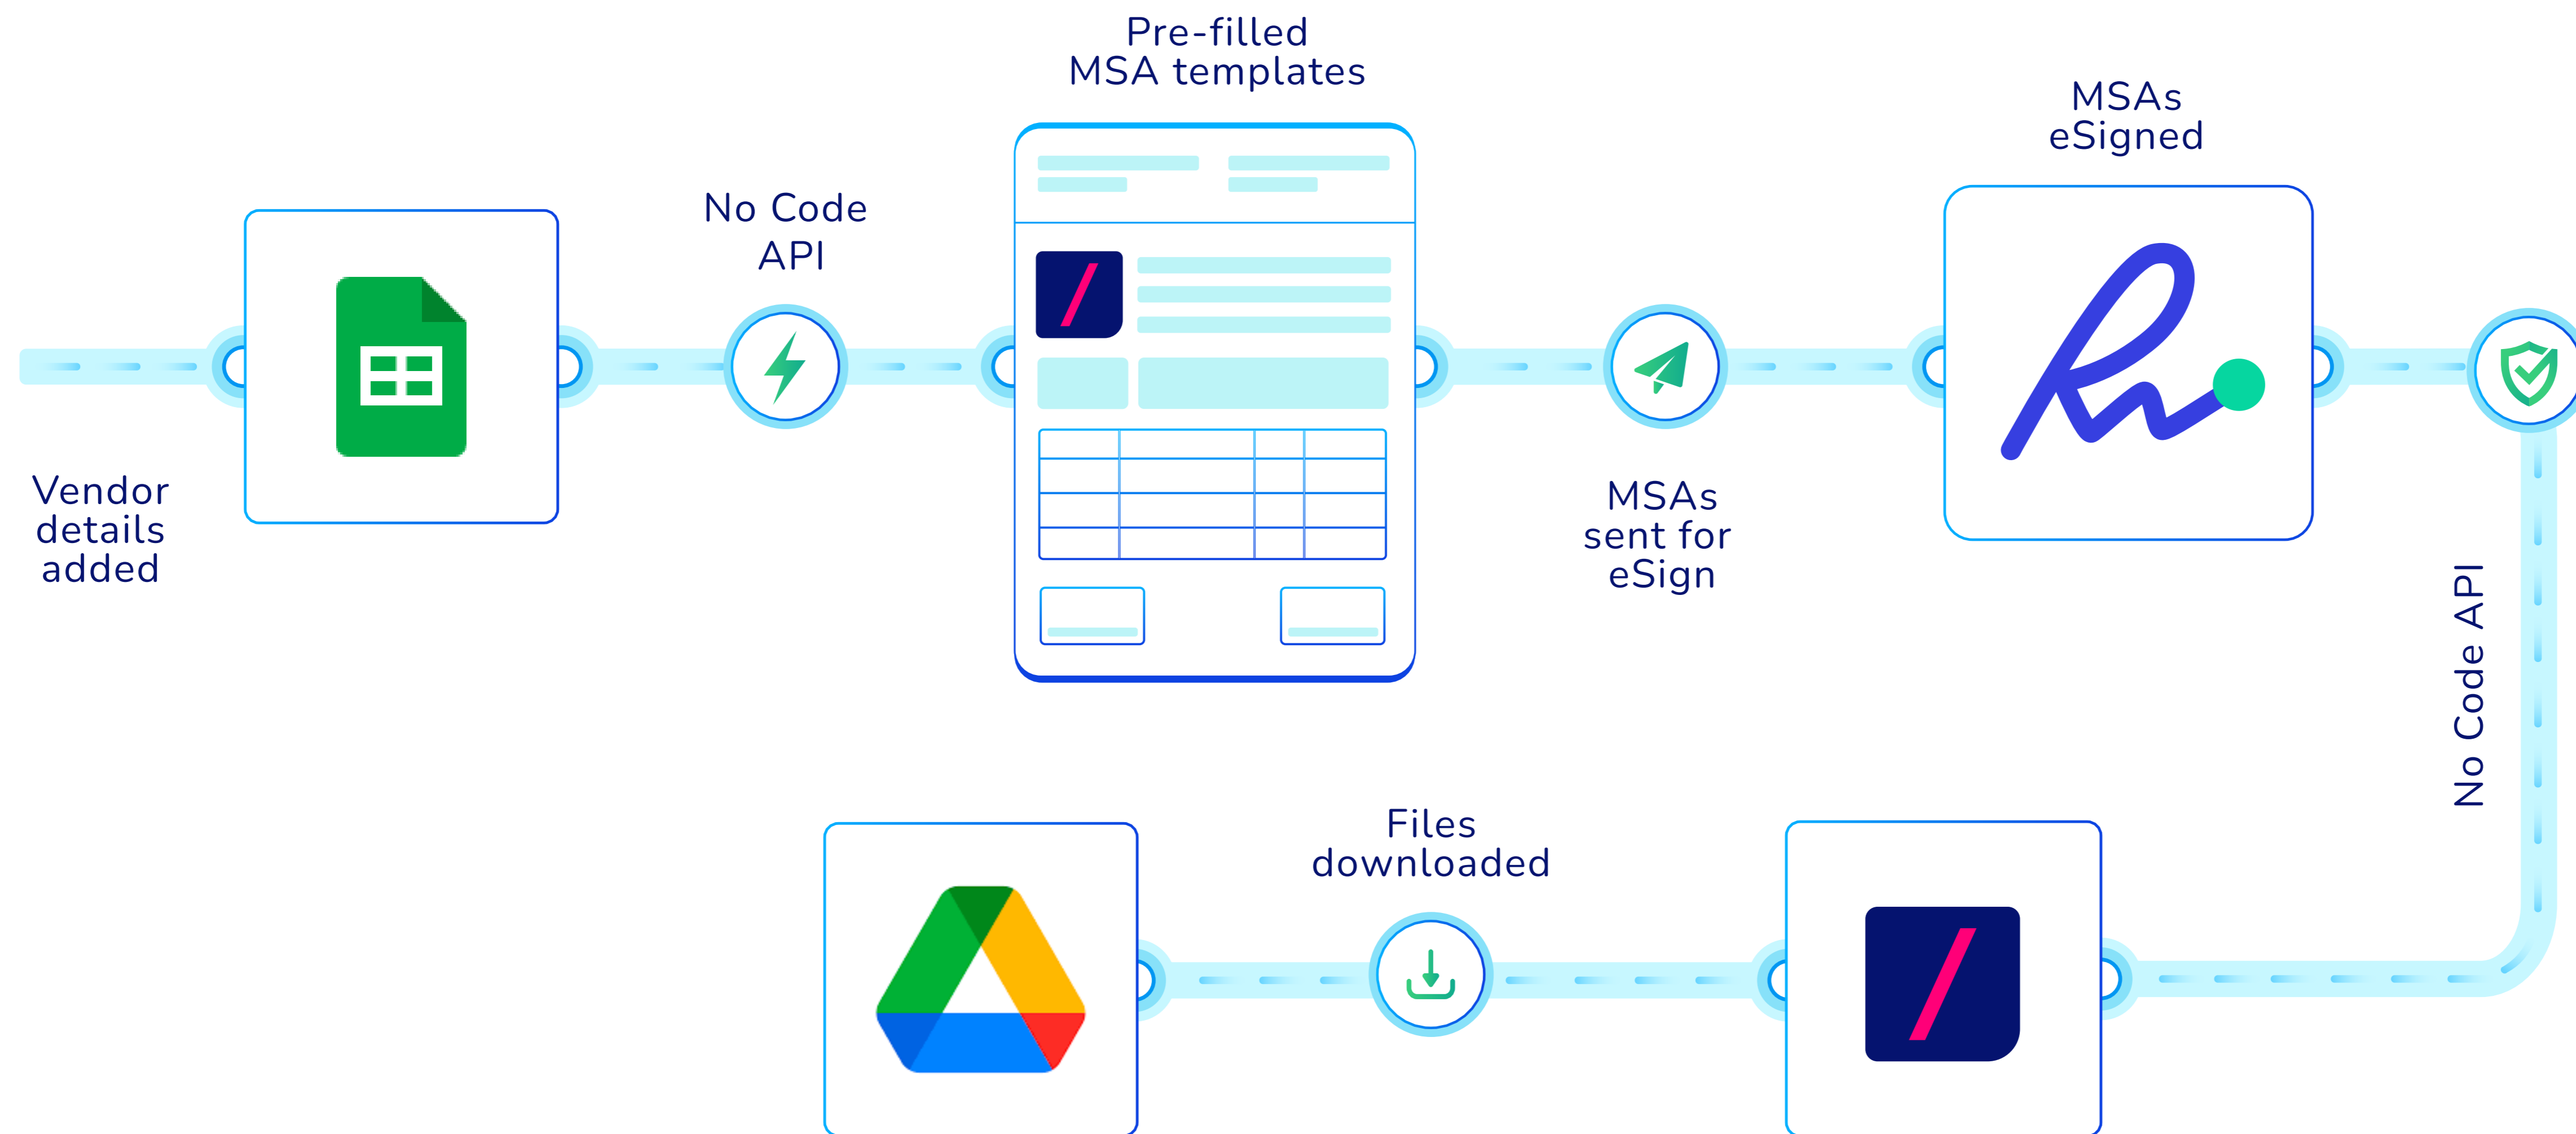 Pre-filled
MSA templates
MSAs
eSigned
No Code
API
Vendor
details
added
MSAs
sent for
eSign
No Code API
Files
downloaded